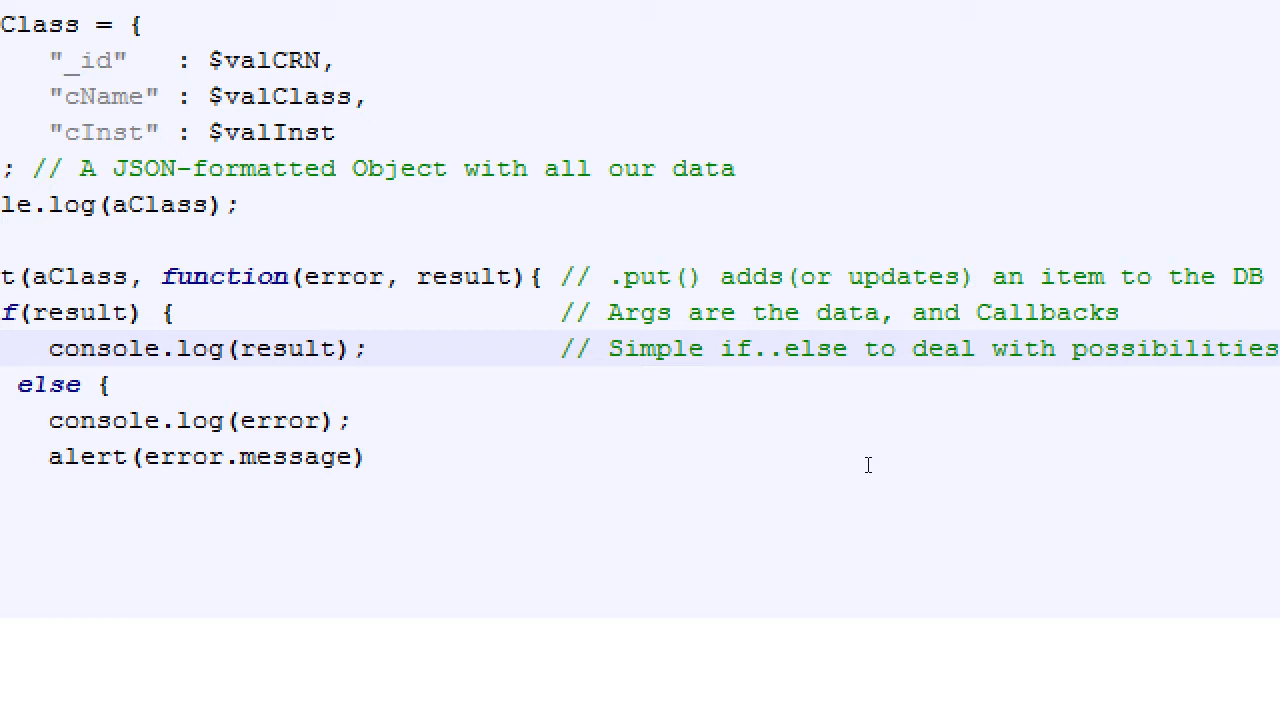 Class = {
"_id" : $valCRN,
"cName" : $valClass,
"cInst" : $valInst
; // A JSON-formatted Object with all our data
le.log(aClass);
t(aClass, function(error, result){ // .put() adds(or updates) an item to the DB
f(result) { // Args are the data, and Callbacks
console.log(result); // Simple if..else to deal with possibilities
else {
console.log(error);
alert(error.message)